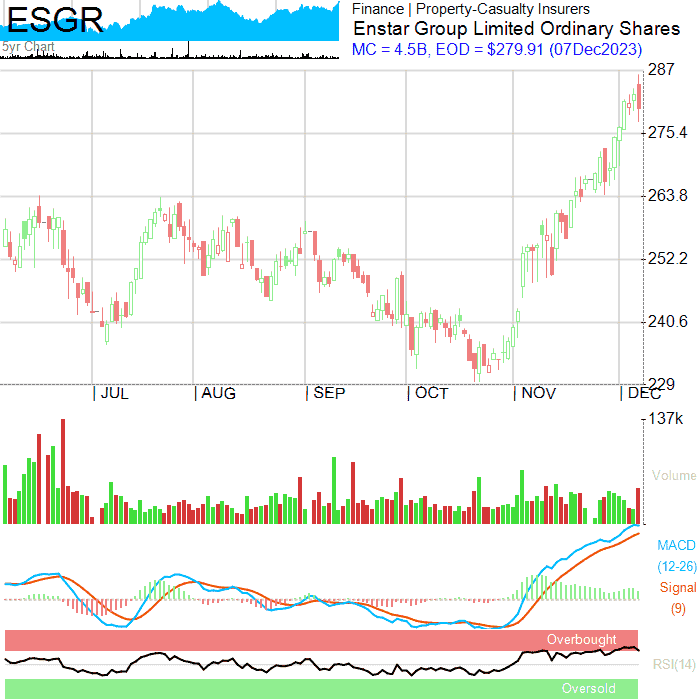 ESGR
5yr Chart
Finance | Property-Casualty Insurers
Enstar Group Limited Ordinary Shares
MC = 4.5B, EOD = $279.91 (07Dec2023)
287
275.4
263.8
252.2
240.6
229
| JUL | AUG | SEP | OCT | NOV | DEC
137k
Volume
MACD
(12-26)
Signal
(9)
Overbought
RSI(14)
Oversold